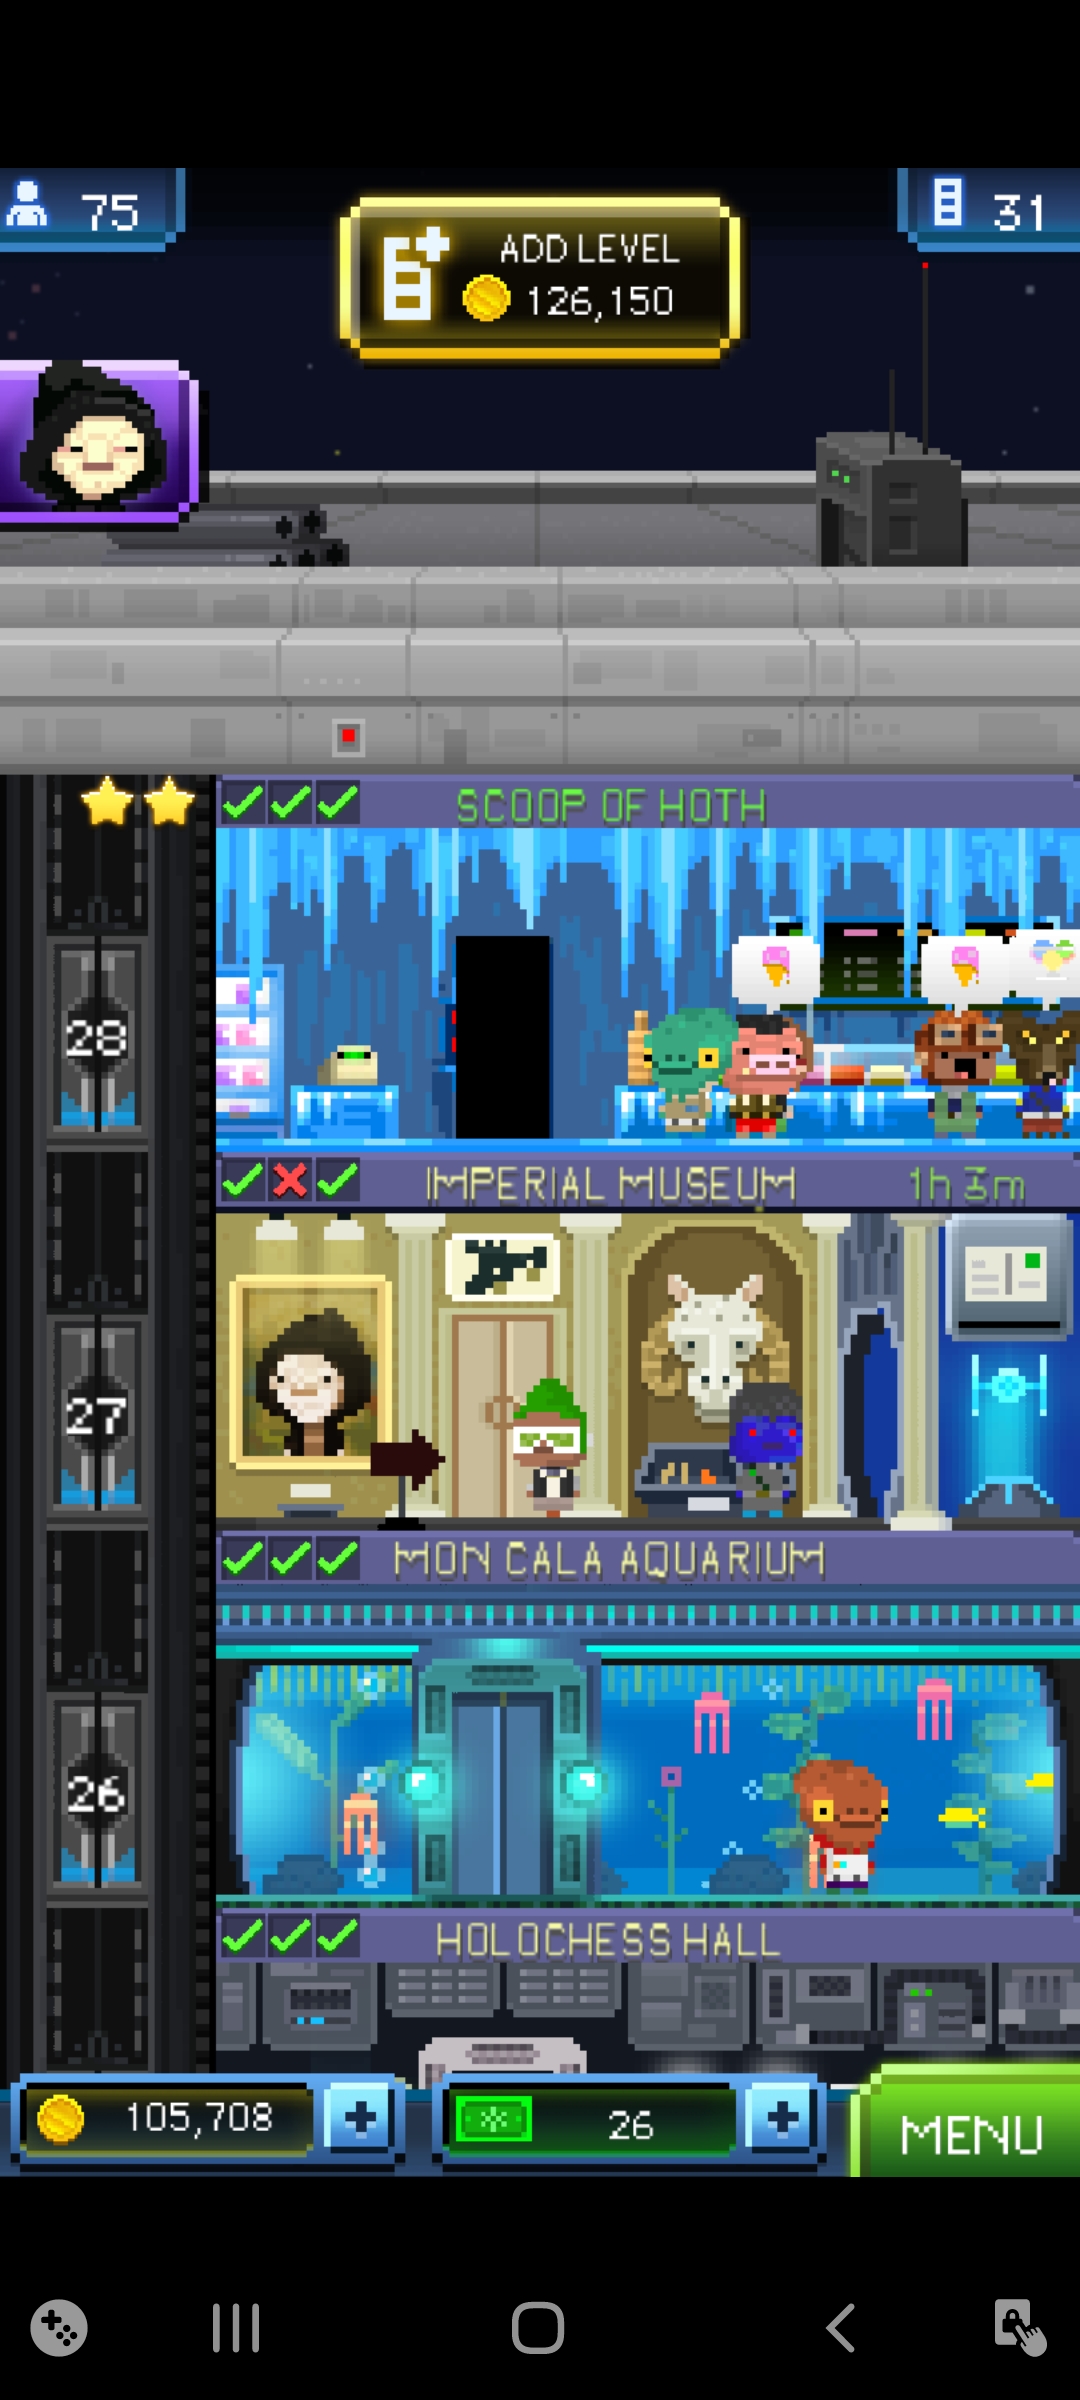 75
ADD LEVEL
126,150
31
SCOOP OF HOTH
28
IMPERIAL MUSEUM 1h 3m
27
MON CALA AQUARIUM
26
HOLOCHESS HALL
105,708
26
MENU